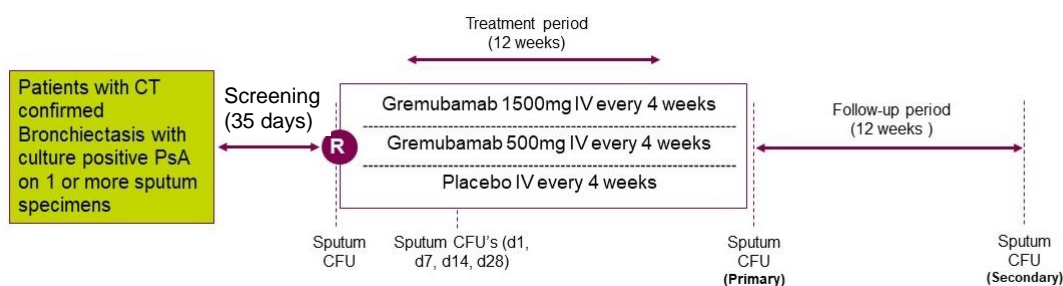 Treatment period
(12 weeks)
Patients with CT
confirmed
Bronchiectasis with
culture positive PsA
on 1 or more sputum
specimens
Screening
(35 days)
R
Gremubamab 1500mg IV every 4 weeks
Gremubamab 500mg IV every 4 weeks
Placebo IV every 4 weeks
Follow-up period
(12 weeks )
Sputum
CFU
Sputum CFU's (d1,
d7, d14, d28)
Sputum
CFU
(Primary)
Sputum
CFU
(Secondary)